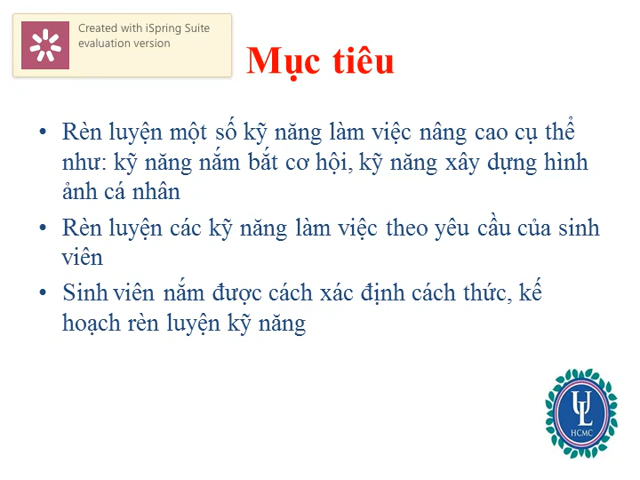 Created with iSpring Suite
evaluation version
Mục tiêu
• Rèn luyện một số kỹ năng làm việc nâng cao cụ thể
như: kỹ năng nắm bắt cơ hội, kỹ năng xây dựng hình
ảnh cá nhân
• Rèn luyện các kỹ năng làm việc theo yêu cầu của sinh
viên
• Sinh viên nắm được cách xác định cách thức, kế
hoạch rèn luyện kỹ năng
UL
HCMC